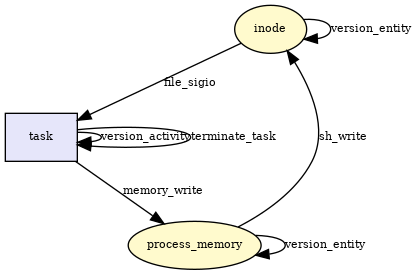 inode
version_entity
file_sigio
task
version_activity
terminate_task
sh_write
memory_write
process_memory
version_entity